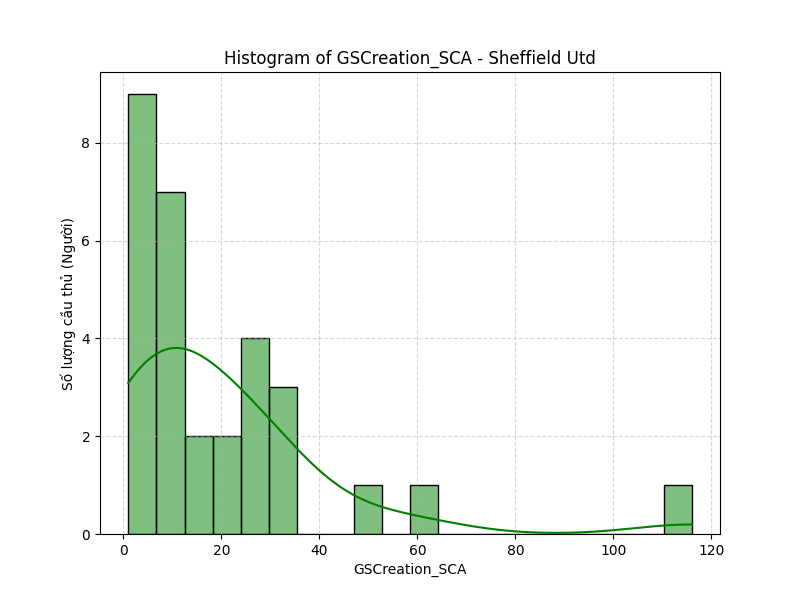 Histogram of GSCreation_SCA - Sheffield Utd
Số lượng cầu thủ (Người)
8
6
4
2
0
0 20 40 60 80 100 120
GSCreation_SCA